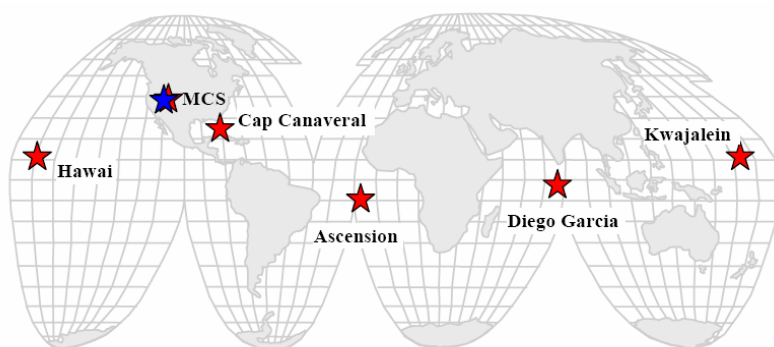 MCS
Cap Canaveral
Kwajalein
Hawai
Diego Garcia
Ascension